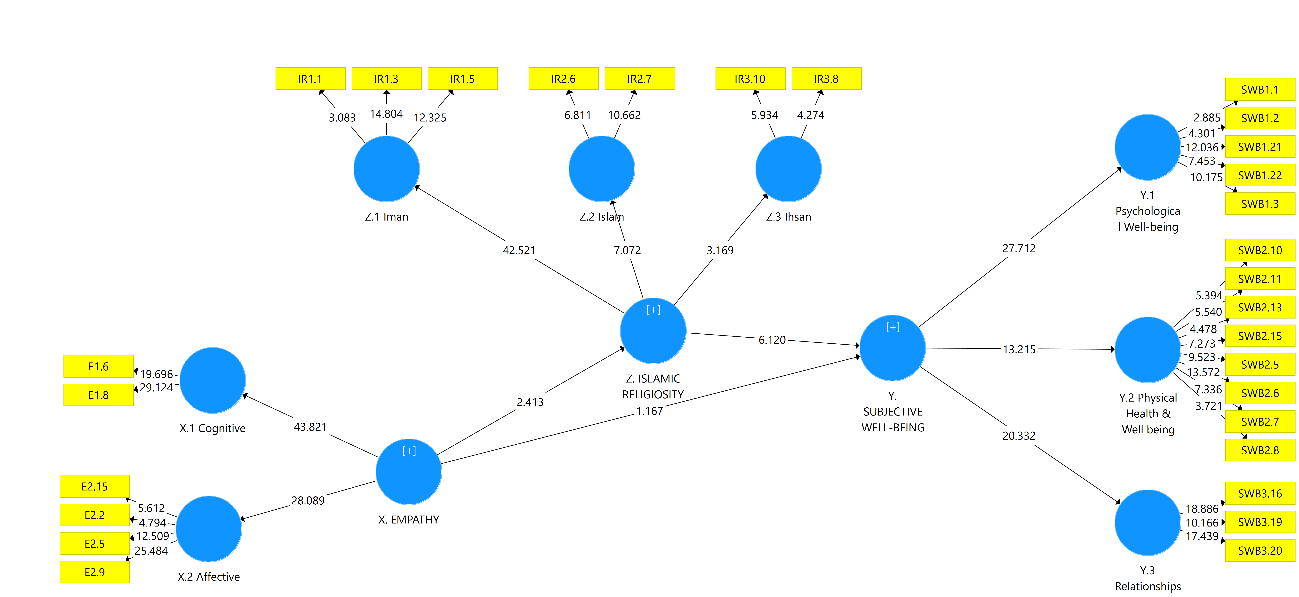 IR1.1
IR1.3
IR1.5
IR2.6
IR2.7
IR3.10
IR3.8
3.083
14.804
12.325
6.811
10.662
5.934
4.274
Z.1 Iman
Z.2 Islam
Z.3 Ihsan
42.521
7.072
3.169
[+]
Z. ISLAMIC
RELIGIOSITY
6.120
2.413
1.167
E1.6
E1.8
19.696
29.124
X.1 Cognitive
43.821
[+]
X. EMPATHY
28.089
E2.15
E2.2
E2.5
E2.9
5.612
4.794
12.509
25.484
X.2 Affective
[+]
Y.
SUBJECTIVE
WELL-BEING
27.712
13.215
20.332
Y.1
Psychologica
l Well-being
2.885
4.301
12.036
7.453
10.175
SWB1.1
SWB1.2
SWB1.21
SWB1.22
SWB1.3
Y.2 Physical
Health &
Well being
5.394
5.540
4.478
7.273
9.523
13.572
7.336
3.721
SWB2.10
SWB2.11
SWB2.13
SWB2.15
SWB2.5
SWB2.6
SWB2.7
SWB2.8
Y.3
Relationships
18.886
10.166
17.439
SWB3.16
SWB3.19
SWB3.20